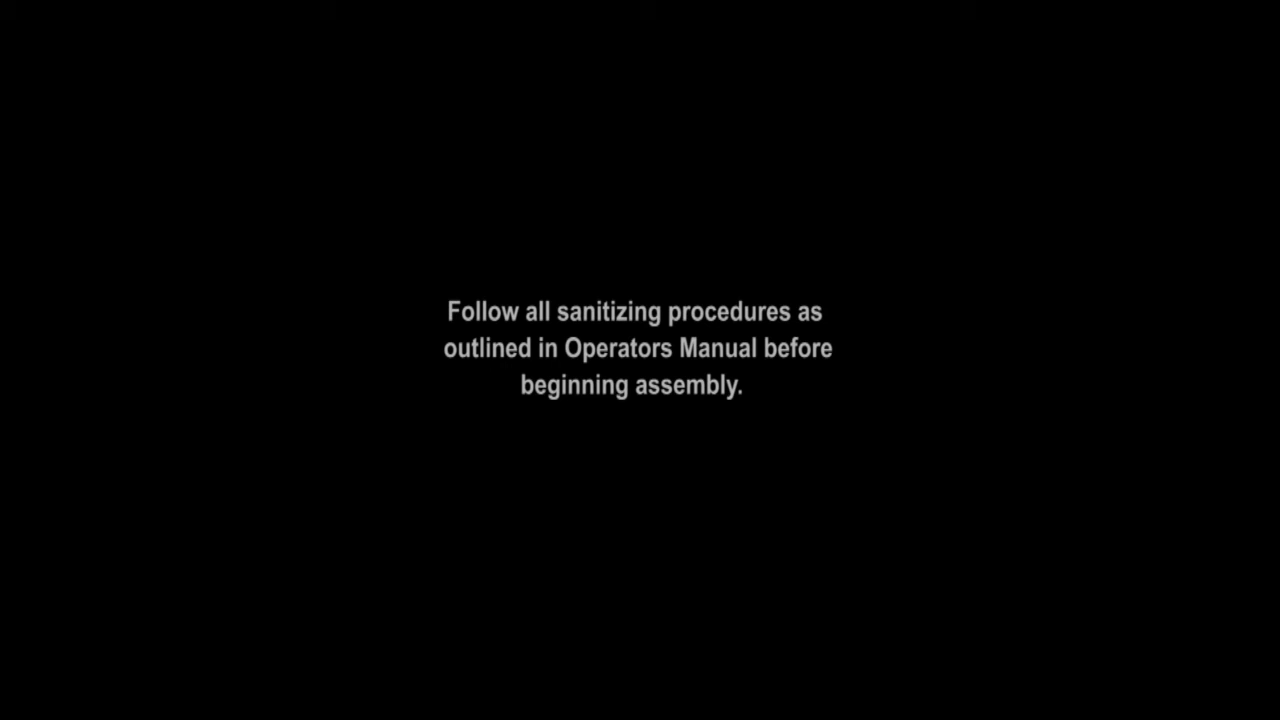 Follow all sanitizing procedures as
outlined in Operators Manual before
beginning assembly.